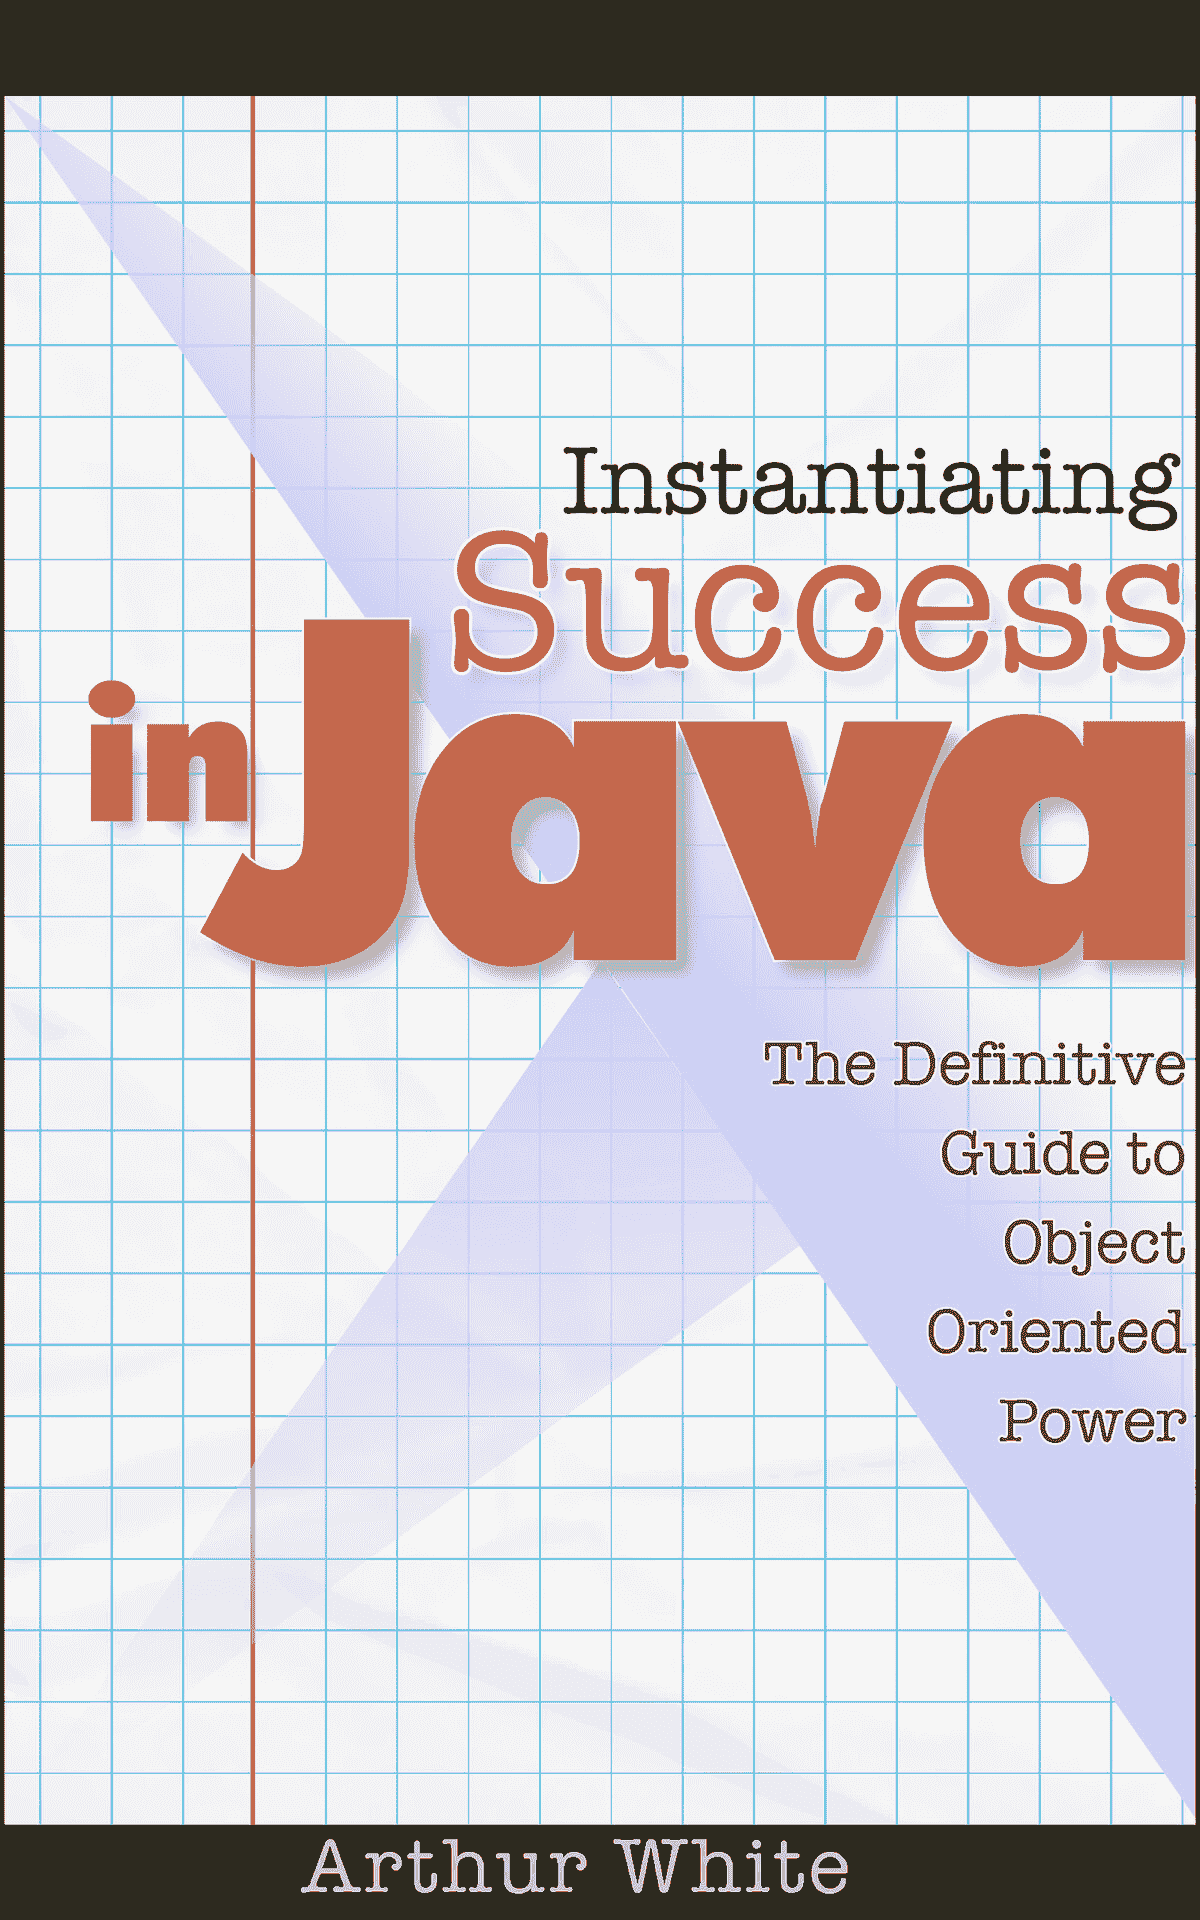 Instantiating
Success
in Java
The Definitive
Guide to
Object
Oriented
Power
Arthur White